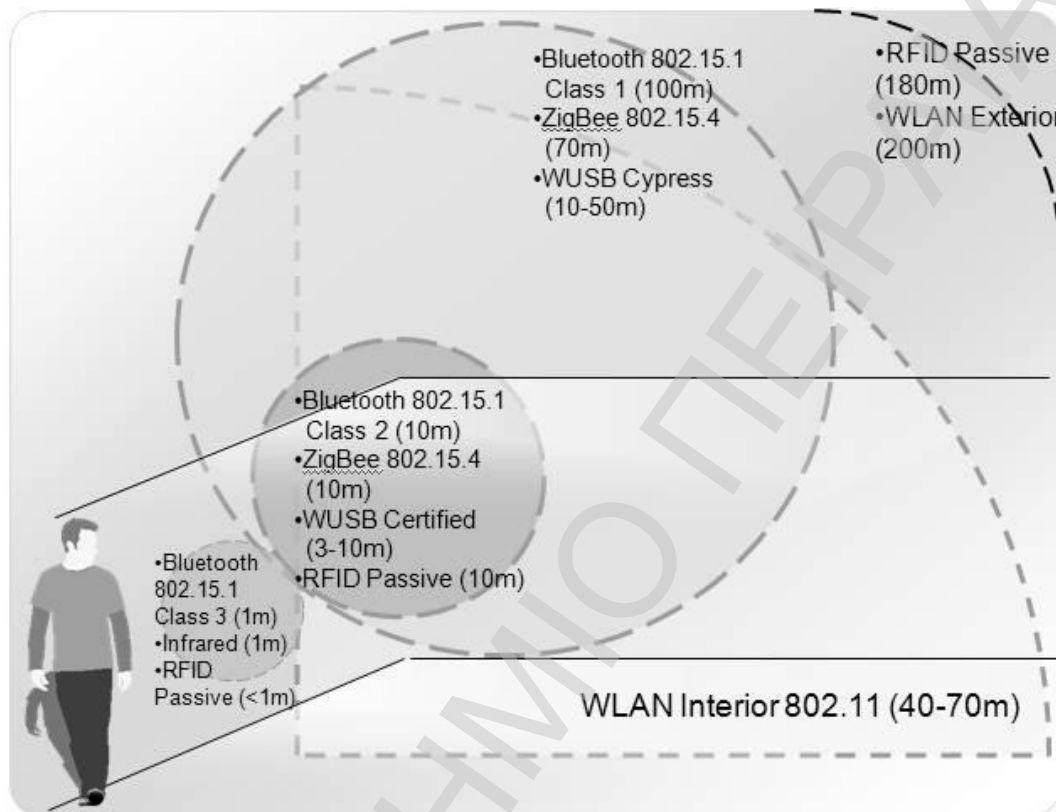 •Bluetooth 802.15.1
Class 1 (100m)
•ZigBee 802.15.4
(70m)
•WUSB Cypress
(10-50m)
•RFID Passive
(180m)
•WLAN Exterior
(200m)
•Bluetooth 802.15.1
Class 2 (10m)
•ZigBee 802.15.4
(10m)
•WUSB Certified
(3-10m)
•RFID Passive (10m)
•Bluetooth
802.15.1
Class 3 (1m)
•Infrared (1m)
•RFID
Passive (<1m)
WLAN Interior 802.11 (40-70m)
ΗΜΙΟ ΠΕΙΡΑΙΑ